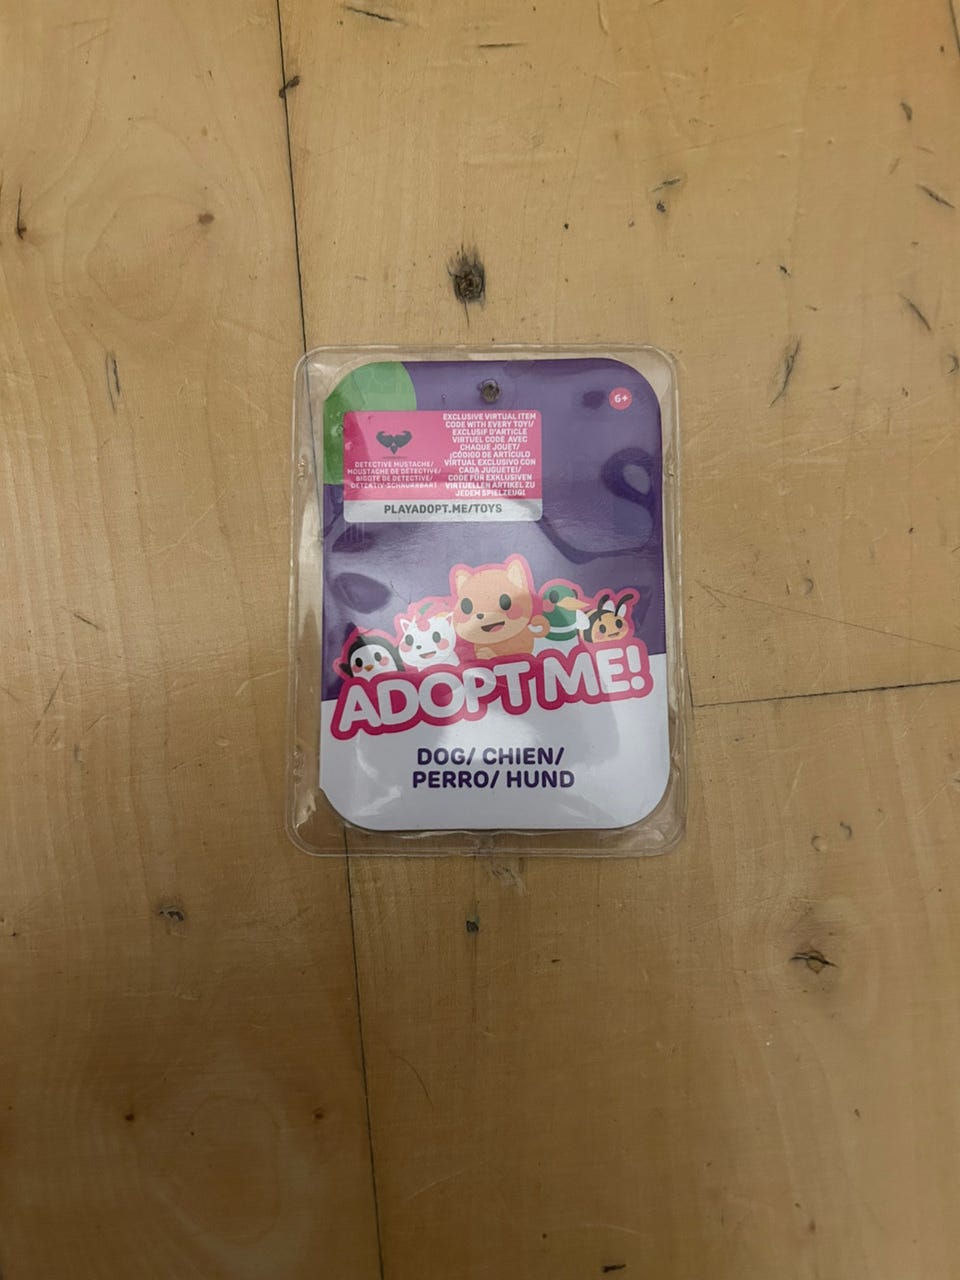 6+
EXCLUSIVE VIRTUAL ITEM
CODE WITH EVERY TOY!/
EXCLUSIF D'ARTICLE
VIRTUEL CODE AVEC
CHAQUE JOUET/
¡CÓDIGO DE ARTÍCULO
VIRTUAL EXCLUSIVO CON
CADA JUGUETE!/
CODE FÜR EXKLUSIVEN
VIRTUELLEN ARTIKEL ZU
JEDEM SPIELZEUG!
DETECTIVE MUSTACHE/
MOUSTACHE DE DÉTECTIVE/
BIGOTE DE DETECTIVE/
DETEKTIV-SCHNURRBART
PLAYADOPT.ME/TOYS
ADOPT ME!
DOG/ CHIEN/
PERRO/ HUND